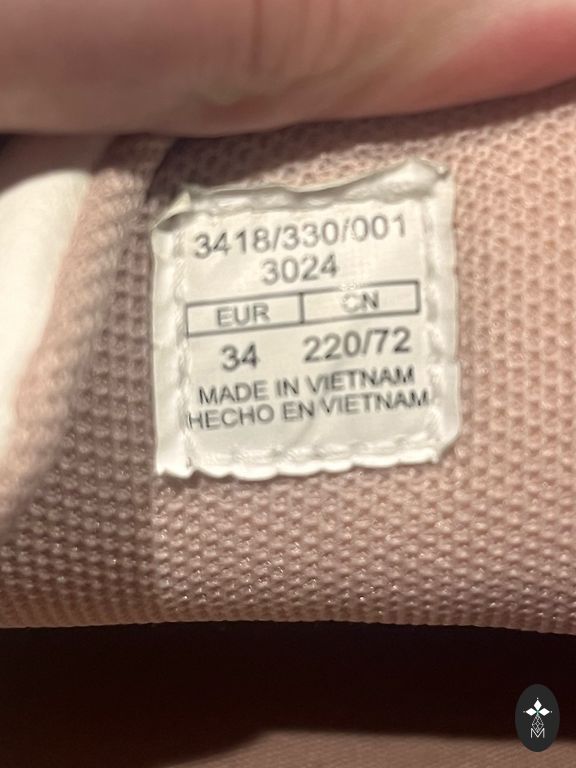 3418/330/001
3024
EUR CN
34 220/72
MADE IN VIETNAM
HECHO EN VIETNAM
M